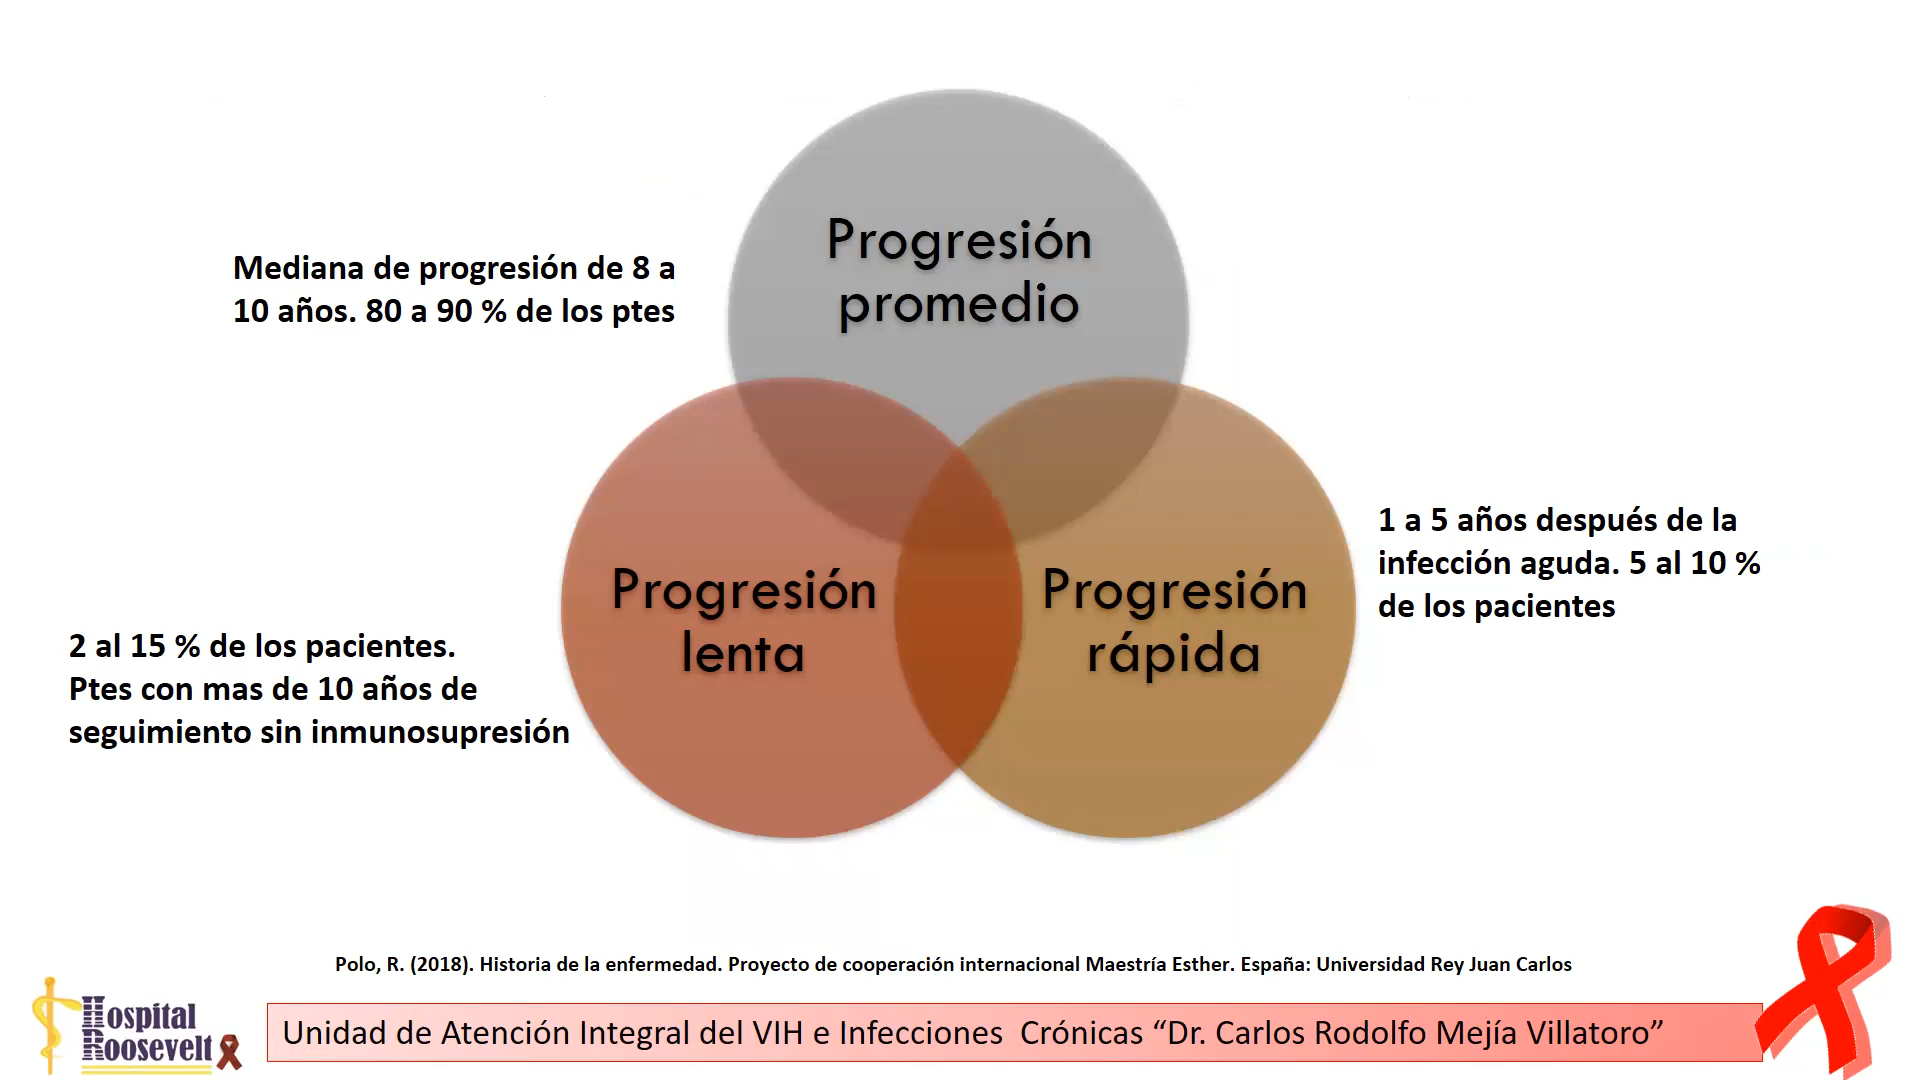 Progresión
promedio
Mediana de progresión de 8 a
10 años. 80 a 90 % de los ptes
Progresión
lenta
2 al 15 % de los pacientes.
Ptes con mas de 10 años de
seguimiento sin inmunosupresión
Progresión
rápida
1 a 5 años después de la
infección aguda. 5 al 10 %
de los pacientes
Polo, R. (2018). Historia de la enfermedad. Proyecto de cooperación internacional Maestría Esther. España: Universidad Rey Juan Carlos
Hospital
Roosevelt
Unidad de Atención Integral del VIH e Infecciones Crónicas “Dr. Carlos Rodolfo Mejía Villatoro”